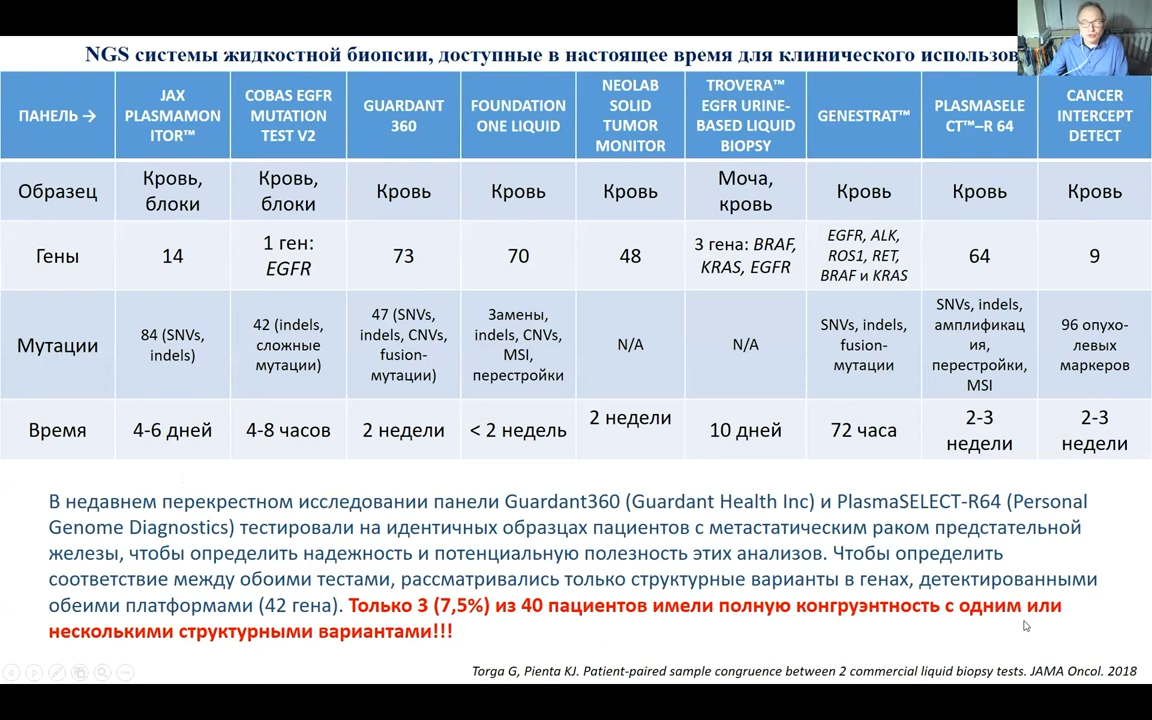 NGS системы жидкостной биопсии, доступные в настоящее время для клинического
ПАНЕЛЬ →
JAX
PLASMAMON
ITOR™
COBAS EGFR
MUTATION
TEST V2
GUARDANT
360
FOUNDATION
ONE LIQUID
NEOLAB
SOLID
TUMOR
MONITOR
TROVERA™
EGFR URINE-
BASED LIQUID
BIOPSY
GENESTRAT™
PLASMASELE
CT™–R 64
CANCER
INTERCEPT
DETECT
Образец
Кровь,
блоки
Кровь,
блоки
Кровь
Кровь
Кровь
Моча,
кровь
Кровь
Кровь
Кровь
Гены
14
1 ген:
EGFR
73
70
48
3 гена: BRAF,
KRAS, EGFR
EGFR, ALK,
ROS1, RET,
BRAF и KRAS
64
9
Мутации
84 (SNVs,
indels)
42 (indels,
сложные
мутации)
47 (SNVs,
indels, CNVs,
fusion-
мутации)
Замены,
indels, CNVs,
MSI,
перестройки
N/A
N/A
SNVs, indels,
fusion-
мутации
SNVs, indels,
амплификац
ия,
перестройки,
MSI
96 опухо-
левых
маркеров
Время
4-6 дней
4-8 часов
2 недели
< 2 недель
2 недели
10 дней
72 часа
2-3
недели
2-3
недели
В недавнем перекрестном исследовании панели Guardant360 (Guardant Health Inc) и PlasmaSELECT-R64 (Personal
Genome Diagnostics) тестировали на идентичных образцах пациентов с метастатическим раком предстательной
железы, чтобы определить надежность и потенциальную полезность этих анализов. Чтобы определить
соответствие между обоими тестами, рассматривались только структурные варианты в генах, детектированными
обеими платформами (42 гена). Только 3 (7,5%) из 40 пациентов имели полную конгруэнтность с одним или
несколькими структурными вариантами!!!
Torga G, Pienta KJ. Patient-paired sample congruence between 2 commercial liquid biopsy tests. JAMA Oncol. 2018